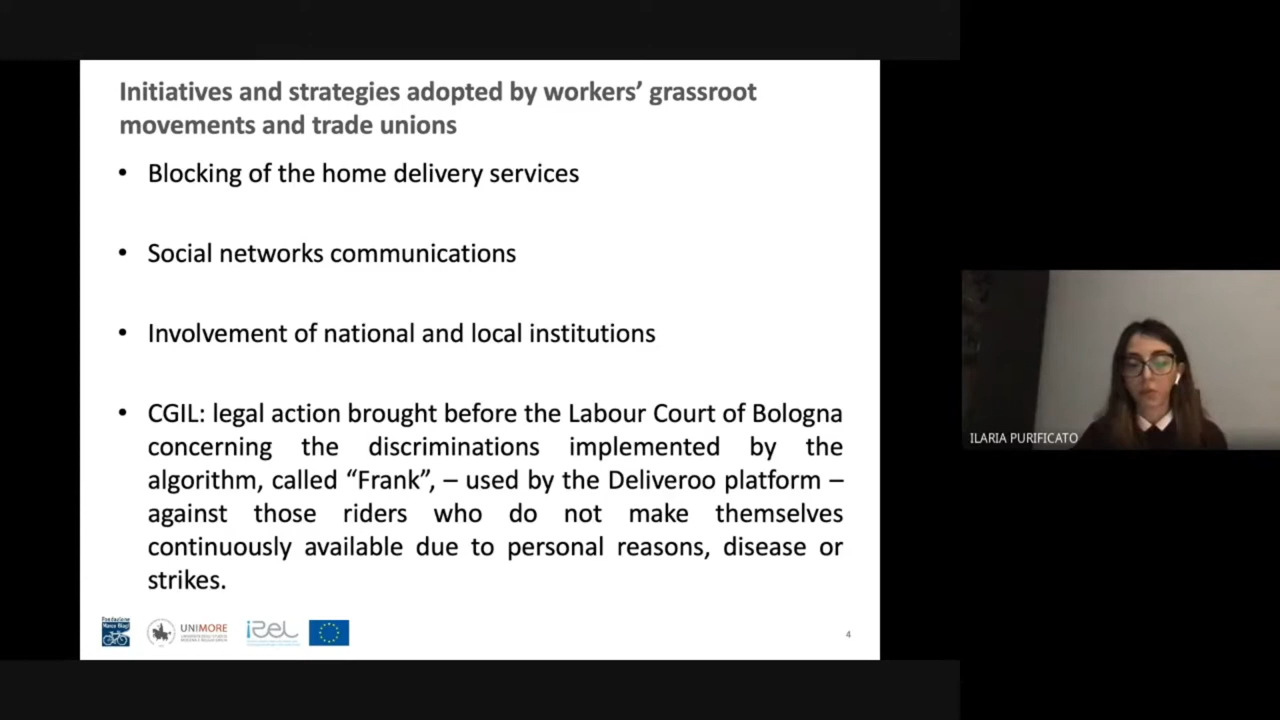 Initiatives and strategies adopted by workers’ grassroot
movements and trade unions
• Blocking of the home delivery services
• Social networks communications
• Involvement of national and local institutions
• CGIL: legal action brought before the Labour Court of Bologna
concerning the discriminations implemented by the
algorithm, called “Frank”, – used by the Deliveroo platform –
against those riders who do not make themselves
continuously available due to personal reasons, disease or
strikes.
Fondazione
Marco Biagi
UNIMORE
4
ILARIA PURIFICATO